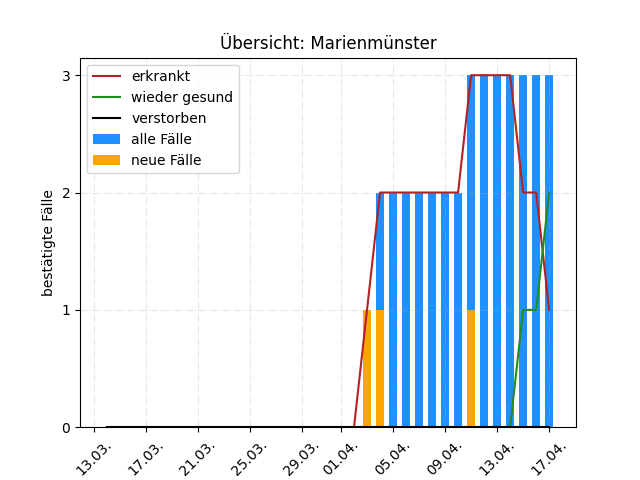 Übersicht: Marienmünster
erkrankt
wieder gesund
verstorben
alle Fälle
neue Fälle
bestätigte Fälle
3
2
1
0
13.03.
17.03.
21.03.
25.03.
29.03.
01.04.
05.04.
09.04.
13.04.
17.04.